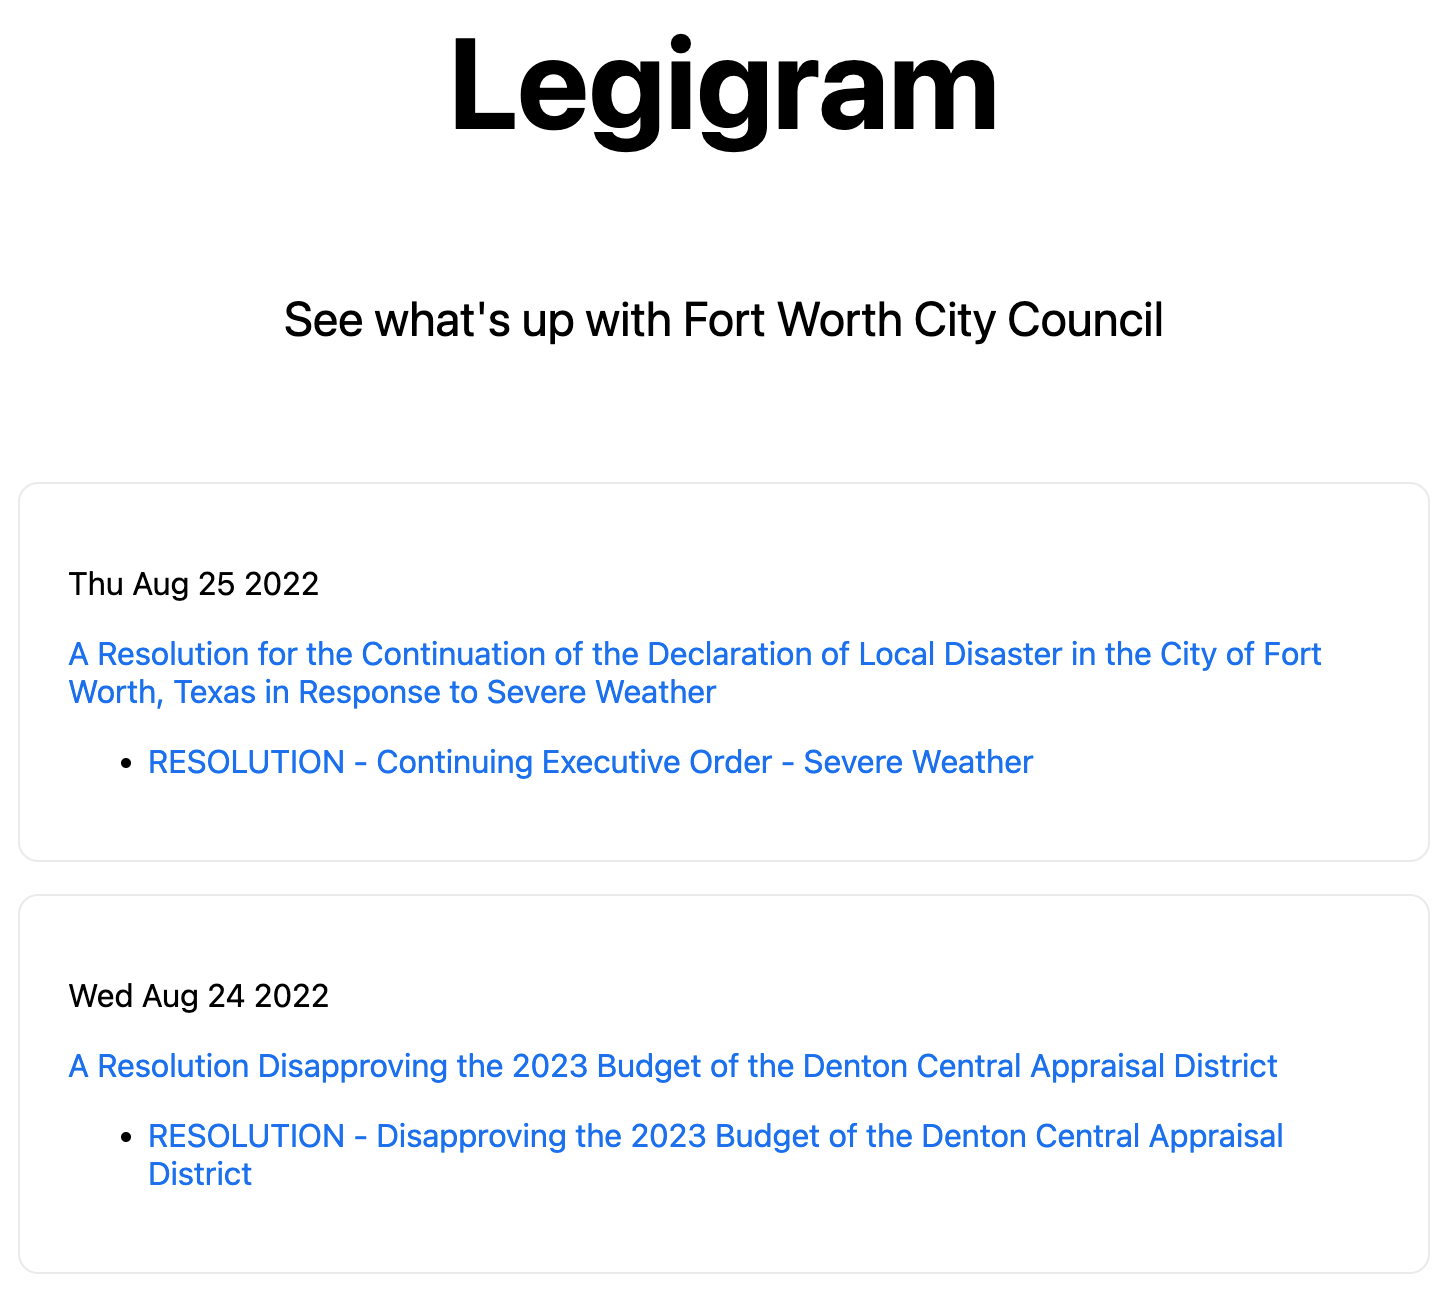 Legigram
See what's up with Fort Worth City Council
Thu Aug 25 2022
A Resolution for the Continuation of the Declaration of Local Disaster in the City of Fort
Worth, Texas in Response to Severe Weather
• RESOLUTION - Continuing Executive Order - Severe Weather
Wed Aug 24 2022
A Resolution Disapproving the 2023 Budget of the Denton Central Appraisal District
• RESOLUTION - Disapproving the 2023 Budget of the Denton Central Appraisal
District